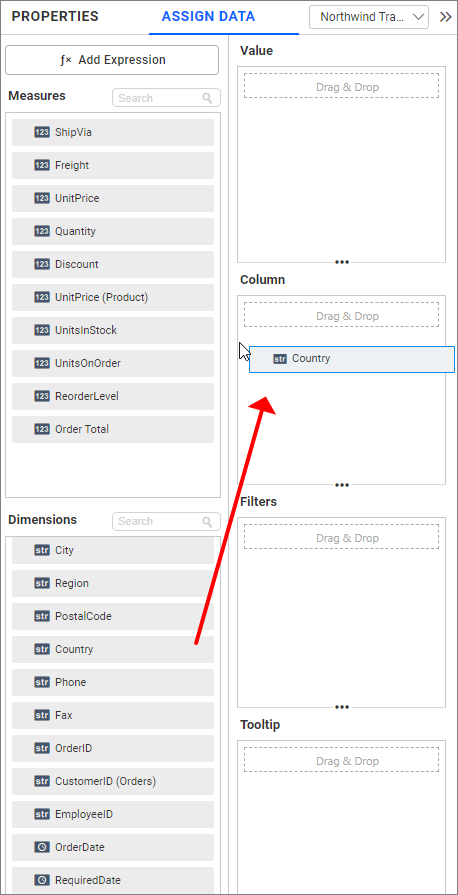 PROPERTIES
ASSIGN DATA
Northwind Tra...
ƒ× Add Expression
Measures
Search
123 ShipVia
123 Freight
123 UnitPrice
123 Quantity
123 Discount
123 UnitPrice (Product)
123 UnitsInStock
123 UnitsOnOrder
123 ReorderLevel
123 Order Total
Dimensions
Search
str City
str Region
str PostalCode
str Country
str Phone
str Fax
str OrderID
str CustomerID (Orders)
str EmployeeID
OrderDate
RequiredDate
Value
Drag & Drop
Column
Drag & Drop
str Country
Filters
Drag & Drop
Tooltip
Drag & Drop